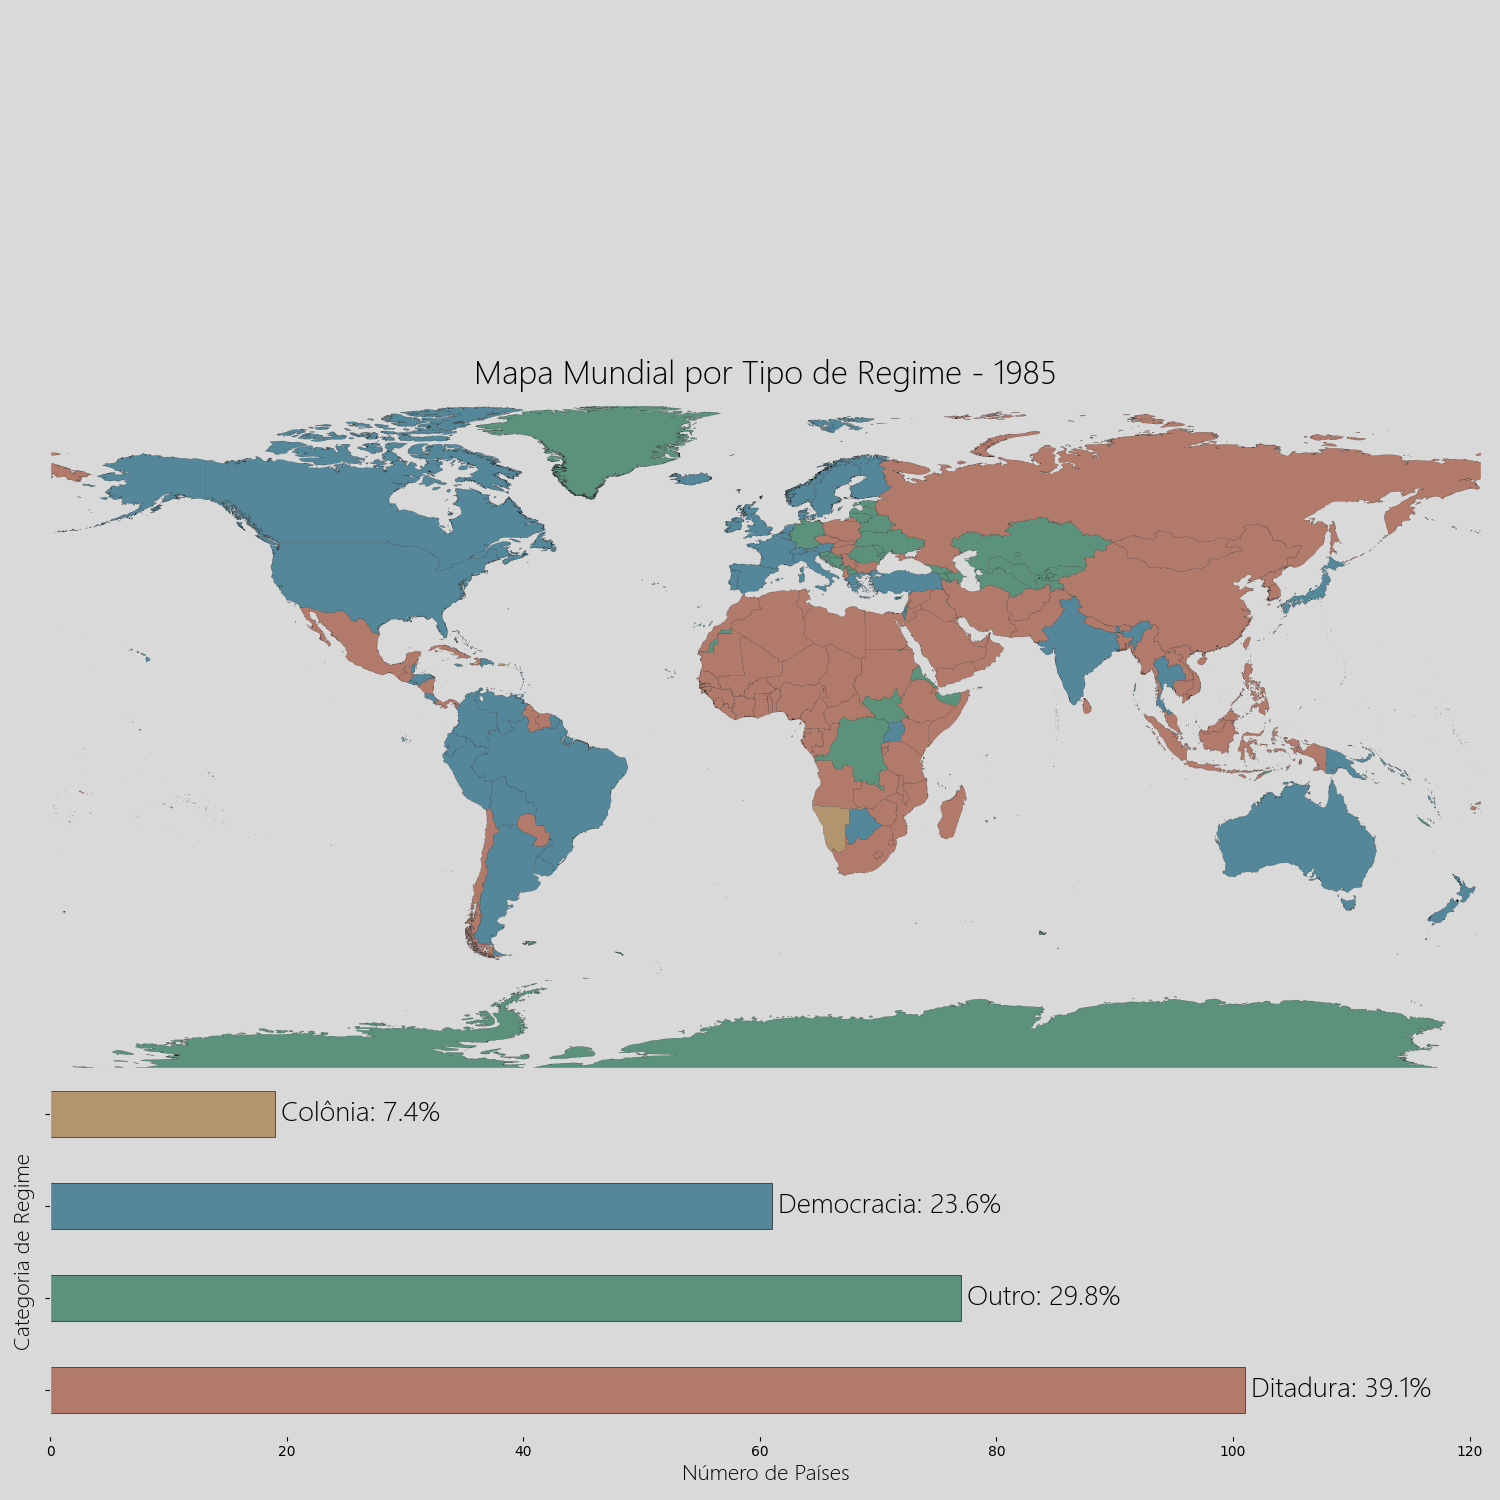 Mapa Mundial por Tipo de Regime - 1985
Colônia: 7.4%
Democracia: 23.6%
Outro: 29.8%
Ditadura: 39.1%
Categoria de Regime
0 20 40 60 80 100 120
Número de Países